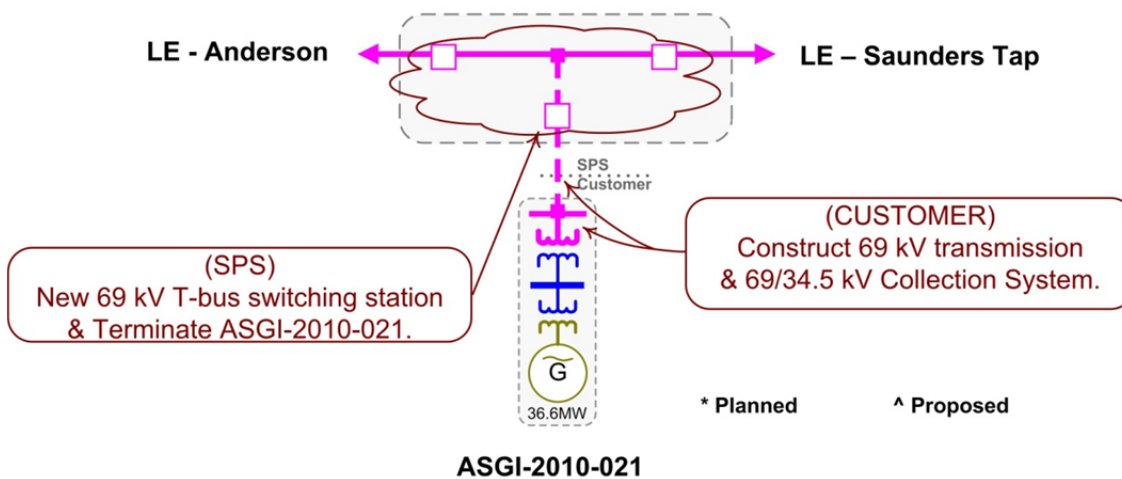 LE - Anderson
LE – Saunders Tap
SPS
Customer
(SPS)
New 69 kV T-bus switching station
& Terminate ASGI-2010-021.
(CUSTOMER)
Construct 69 kV transmission
& 69/34.5 kV Collection System.
G
36.6MW
* Planned
^ Proposed
ASGI-2010-021